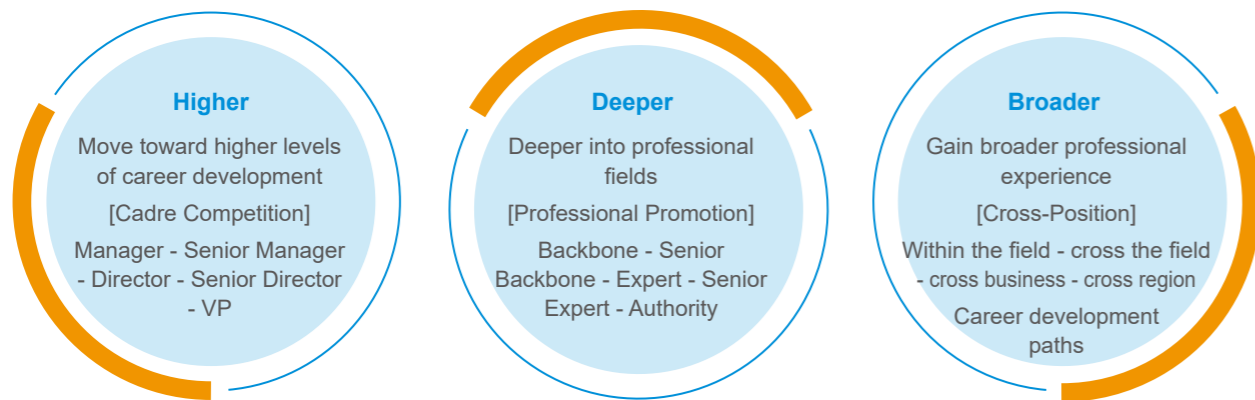 Higher
Move toward higher levels
of career development
[Cadre Competition]
Manager - Senior Manager
- Director - Senior Director
- VP
Deeper
Deeper into professional
fields
[Professional Promotion]
Backbone - Senior
Backbone - Expert - Senior
Expert - Authority
Broader
Gain broader professional
experience
[Cross-Position]
Within the field - cross the field
- cross business - cross region
Career development
paths